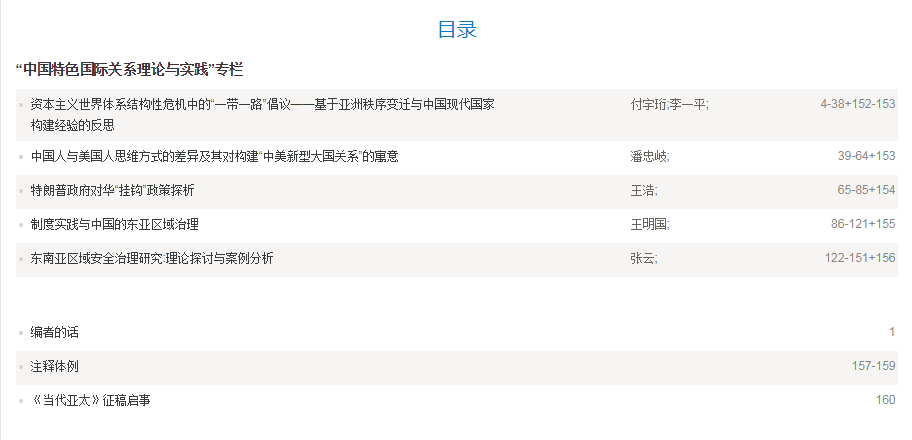 目录
“中国特色国际关系理论与实践”专栏
资本主义世界体系结构性危机中的“一带一路”倡议——基于亚洲秩序变迁与中国现代国家 付宇珩;李一平; 4-38+152-153
构建经验的反思
中国人与美国人思维方式的差异及其对构建“中美新型大国关系”的寓意 潘忠岐; 39-64+153
特朗普政府对华“挂钩”政策探析 王浩; 65-85+154
制度实践与中国的东亚区域治理 王明国; 86-121+155
东南亚区域安全治理研究:理论探讨与案例分析 张云; 122-151+156
编者的话 1
注释体例 157-159
《当代亚太》征稿启事 160